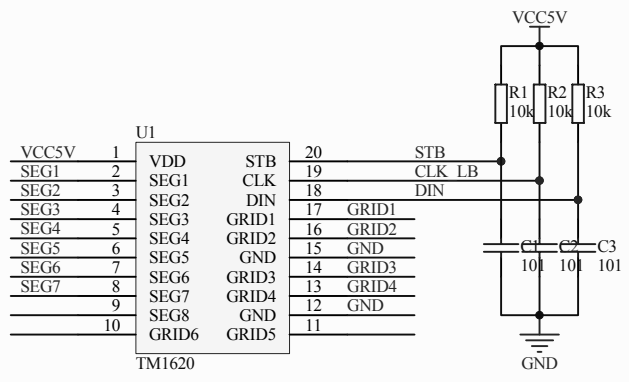 VCC5V
R1 R2 R3
10k 10k 10k
U1
VCC5V 1 VDD STB 20 STB
SEG1 2 SEG1 CLK 19 CLK LB
SEG2 3 SEG2 DIN 18 DIN
SEG3 4 SEG3 GRID1 17 GRID1
SEG4 5 SEG4 GRID2 16 GRID2
SEG5 6 SEG5 GND 15 GND
SEG6 7 SEG6 GRID3 14 GRID3
SEG7 8 SEG7 GRID4 13 GRID4
9 SEG8 GND 12 GND
10 GRID6 GRID5 11
C1 C2 C3
101 101 101
TM1620
GND